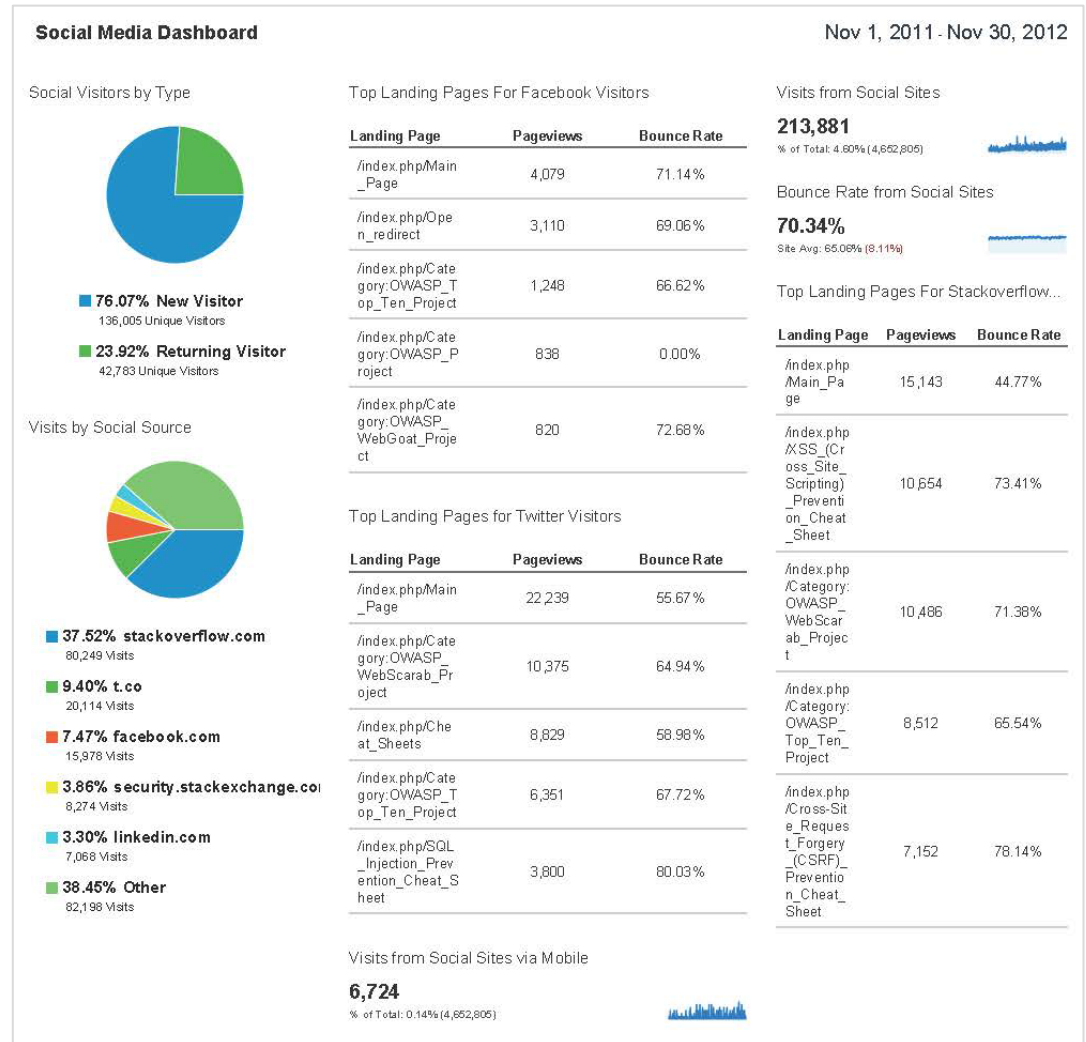 Social Media Dashboard
Nov 1, 2011 - Nov 30, 2012
Social Visitors by Type
76.07% New Visitor
136,005 Unique Visitors
23.92% Returning Visitor
42,783 Unique Visitors
Visits by Social Source
37.52% stackoverflow.com
80,249 Visits
9.40% t.co
20,114 Visits
7.47% facebook.com
15,978 Visits
3.86% security.stackexchange.co
8,274 Visits
3.30% linkedin.com
7,068 Visits
38.45% Other
82,198 Visits
Top Landing Pages For Facebook Visitors
Landing Page Pageviews Bounce Rate
/index.php/Main
_Page
4,079 71.14%
/index.php/Ope
n_redirect
3,110 69.06%
/index.php/Cate
gory:OWASP_T
op_Ten_Project
1,248 66.62%
/index.php/Cate
gory:OWASP_P
roject
838 0.00%
/index.php/Cate
gory:OWASP_
WebGoat_Proje
ct
820 72.68%
Top Landing Pages for Twitter Visitors
Landing Page Pageviews Bounce Rate
/index.php/Main
_Page
22,239 55.67%
/index.php/Cate
gory:OWASP_
WebScarab_Pr
oject
10,375 64.94%
/index.php/Che
at_Sheets
8,829 58.98%
/index.php/Cate
gory:OWASP_T
op_Ten_Project
6,351 67.72%
/index.php/SQL
_Injection_Prev
ention_Cheat_S
heet
3,800 80.03%
Visits from Social Sites via Mobile
6,724
% of Total: 0.14% (4,652,805)
Visits from Social Sites
213,881
% of Total: 4.60% (4,652,805)
Bounce Rate from Social Sites
70.34%
Site Avg: 65.06% (8.11%)
Top Landing Pages For Stackoverflow...
Landing Page Pageviews Bounce Rate
/index.php
/Main_Pa
ge
15,143 44.77%
/index.php
/XSS_(Cr
oss_Site_
Scripting)
_Preventi
on_Cheat
_Sheet
10,654 73.41%
/index.php
/Category:
OWASP_
WebScar
ab_Projec
t
10,486 71.38%
/index.php
/Category:
OWASP_
Top_Ten_
Project
8,512 65.54%
/index.php
/Cross-Sit
e_Reques
t_Forgery
_(CSRF)_
Preventio
n_Cheat_
Sheet
7,152 78.14%